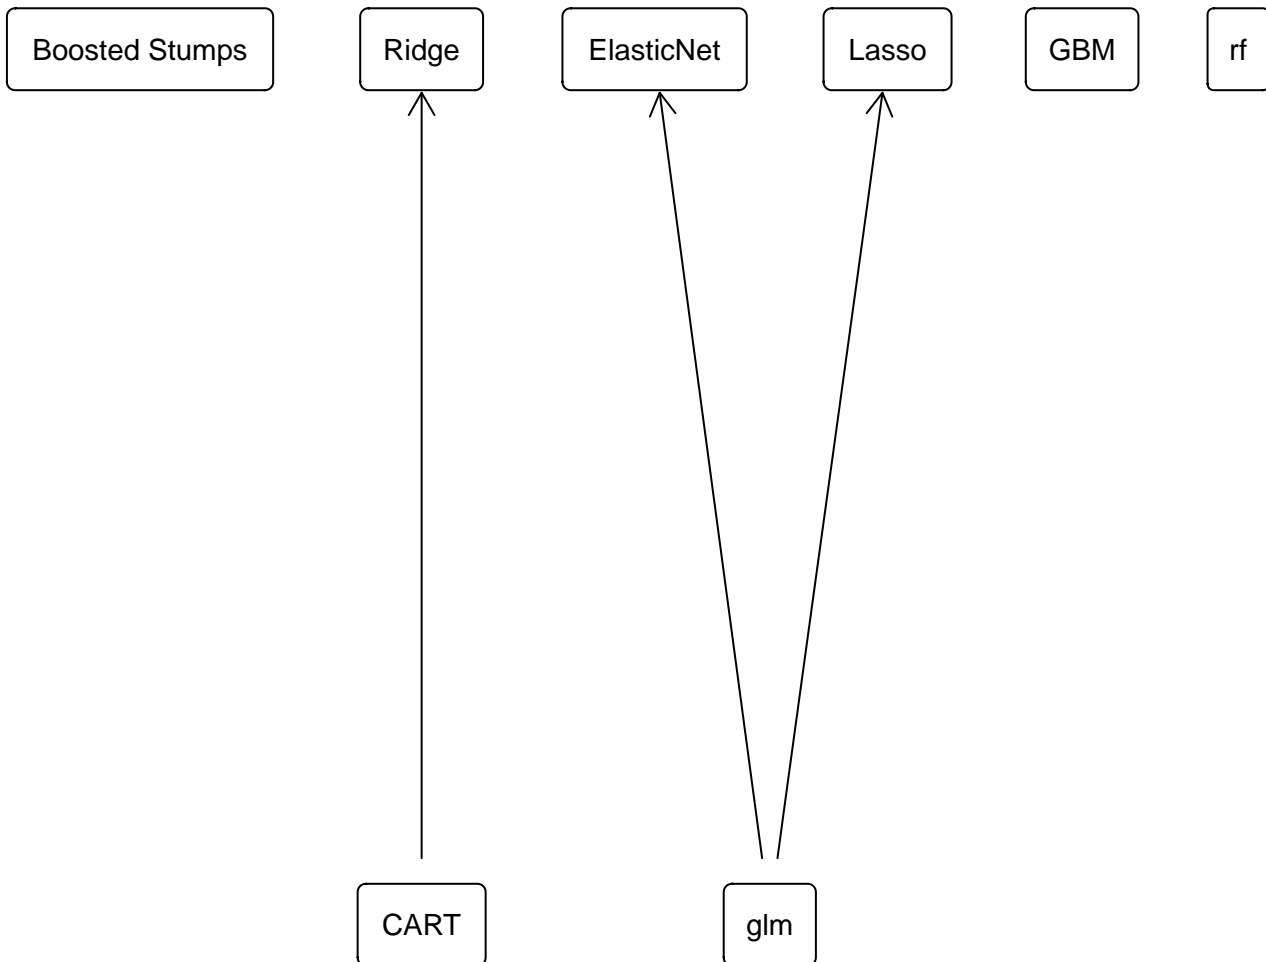 Boosted Stumps
Ridge
ElasticNet
Lasso
GBM
rf
CART
glm